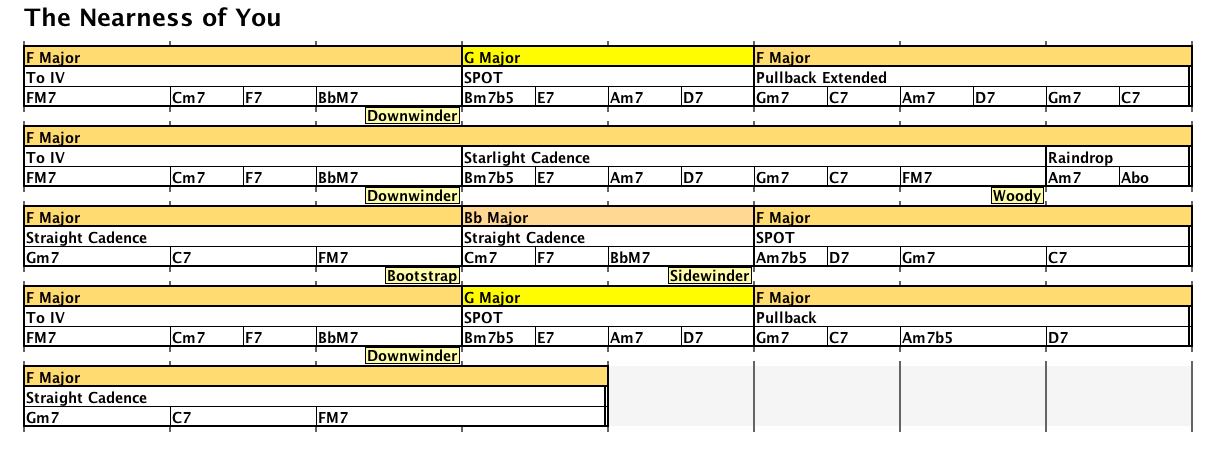 The Nearness of You
F Major G Major F Major
To IV SPOT Pullback Extended
FM7 Cm7 F7 BbM7 Bm7b5 E7 Am7 D7 Gm7 C7 Am7 D7 Gm7 C7
Downwinder
F Major
To IV Starlight Cadence Raindrop
FM7 Cm7 F7 BbM7 Bm7b5 E7 Am7 D7 Gm7 C7 FM7 Am7 Abo
Downwinder Woody
F Major Bb Major F Major
Straight Cadence Straight Cadence SPOT
Gm7 C7 FM7 Cm7 F7 BbM7 Am7b5 D7 Gm7 C7
Bootstrap Sidewinder
F Major G Major F Major
To IV SPOT Pullback
FM7 Cm7 F7 BbM7 Bm7b5 E7 Am7 D7 Gm7 C7 Am7b5 D7
Downwinder
F Major
Straight Cadence
Gm7 C7 FM7